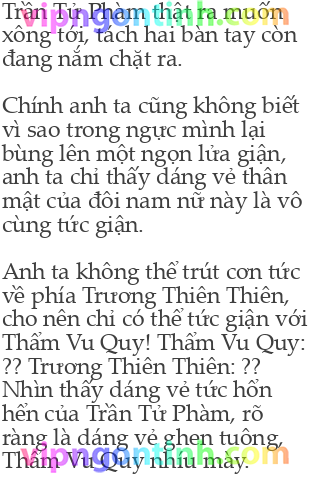 Trần Tử Phàm thật ra muốn
vipngontinh.com
xông tới, tách hai bàn tay còn
đang nắm chặt ra.
Chính anh ta cũng không biết
vì sao trong ngực mình lại
bùng lên một ngọn lửa giận,
anh ta chỉ thấy dáng vẻ thân
mật của đôi nam nữ này là vô
cùng tức giận.
Anh ta không thể trút cơn tức
về phía Trương Thiên Thiên,
cho nên chỉ có thể tức giận với
Thẩm Vu Quy! Thẩm Vu Quy:
?? Trương Thiên Thiên: ??
Nhìn thấy dáng vẻ tức hổn
hển của Trần Tử Phàm, rõ
ràng là dáng vẻ ghen tuông,
vipngontinh.com
Thẩm Vu Quy nhíu mày.